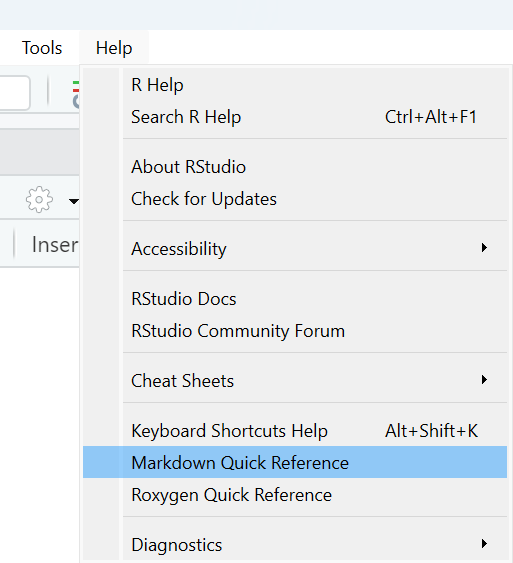 Tools Help
R Help
Search R Help Ctrl+Alt+F1
About RStudio
Check for Updates
Inser
Accessibility
RStudio Docs
RStudio Community Forum
Cheat Sheets
Keyboard Shortcuts Help Alt+Shift+K
Markdown Quick Reference
Roxygen Quick Reference
Diagnostics